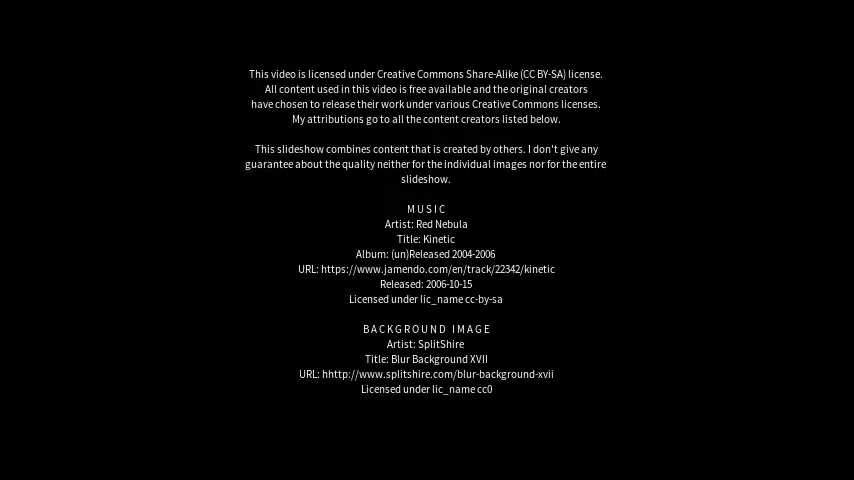 This video is licensed under Creative Commons Share-Alike (CC BY-SA) license.
All content used in this video is free available and the original creators
have chosen to release their work under various Creative Commons licenses.
My attributions go to all the content creators listed below.
This slideshow combines content that is created by others. I don't give any
guarantee about the quality neither for the individual images nor for the entire
slideshow.
MUSIC
Artist: Red Nebula
Title: Kinetic
Album: (un)Released 2004-2006
URL: https://www.jamendo.com/en/track/22342/kinetic
Released: 2006-10-15
Licensed under lic_name cc-by-sa
BACKGROUND IMAGE
Artist: SplitShire
Title: Blur Background XVII
URL: hhttp://www.splitshire.com/blur-background-xvii
Licensed under lic_name cc0